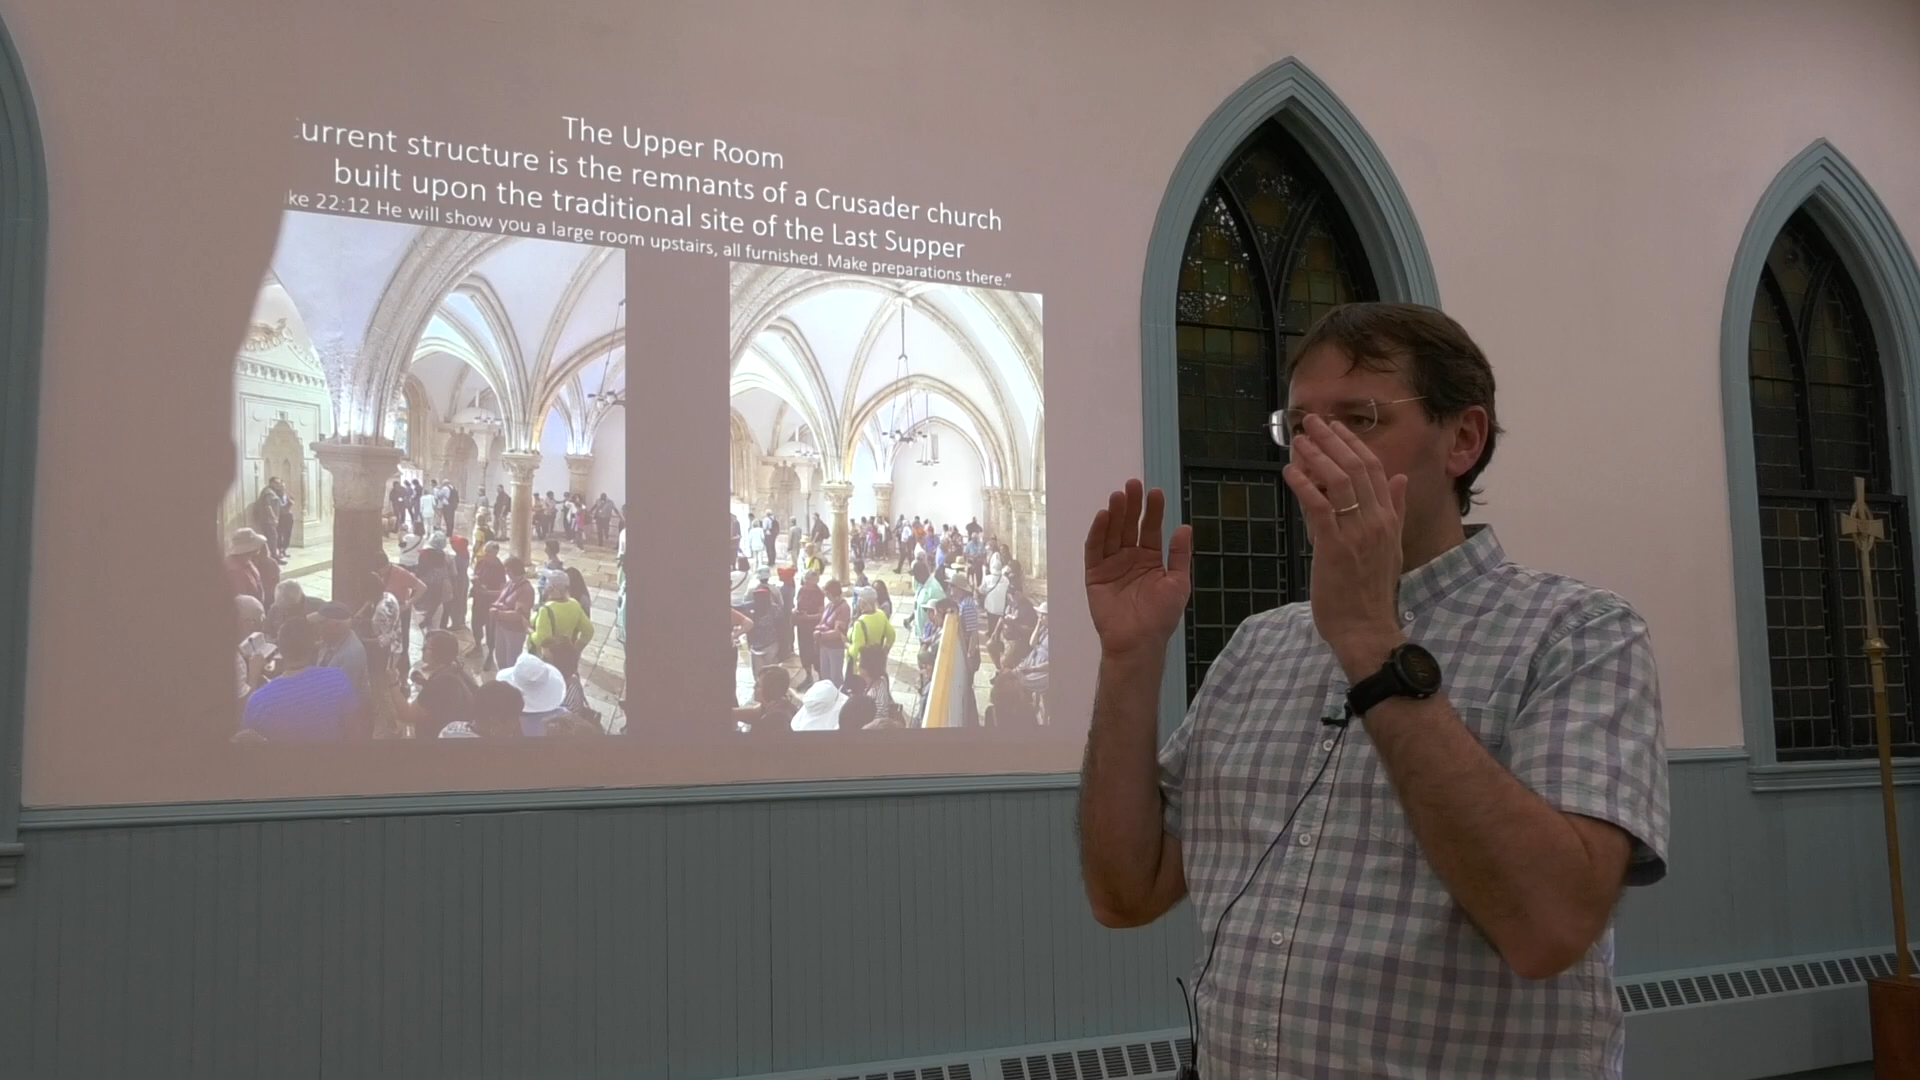 The Upper Room
urrent structure is the remnants of a Crusader church
built upon the traditional site of the Last Supper
ke 22:12 He will show you a large room upstairs, all furnished. Make preparations there.”